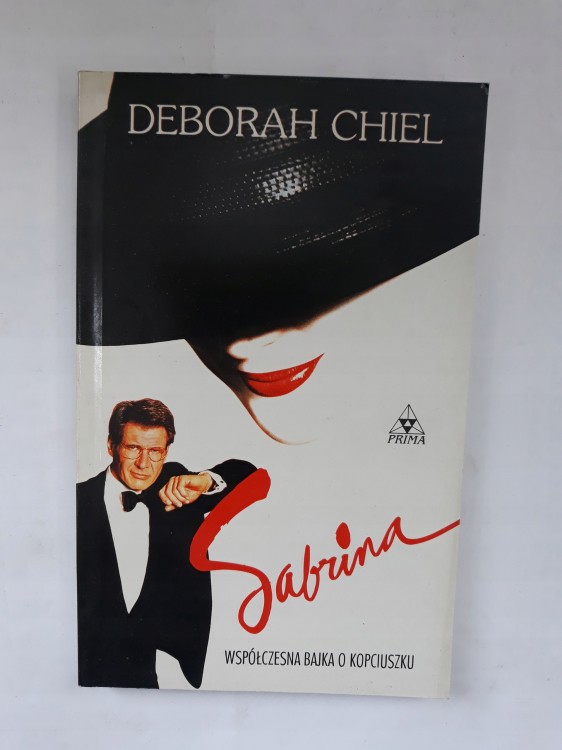 DEBORAH CHIEL
PRIMA
Sabrina
WSPÓŁCZESNA BAJKA O KOPCIUSZKU